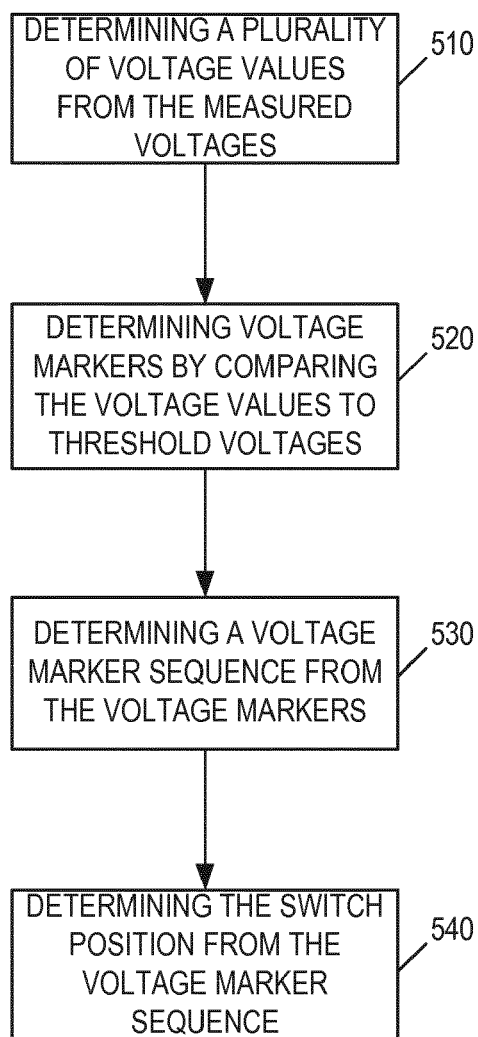 DETERMINING A PLURALITY
OF VOLTAGE VALUES
FROM THE MEASURED
VOLTAGES
510
DETERMINING VOLTAGE
MARKERS BY COMPARING
THE VOLTAGE VALUES TO
THRESHOLD VOLTAGES
520
DETERMINING A VOLTAGE
MARKER SEQUENCE FROM
THE VOLTAGE MARKERS
530
DETERMINING THE SWITCH
POSITION FROM THE
VOLTAGE MARKER
SEQUENCE
540